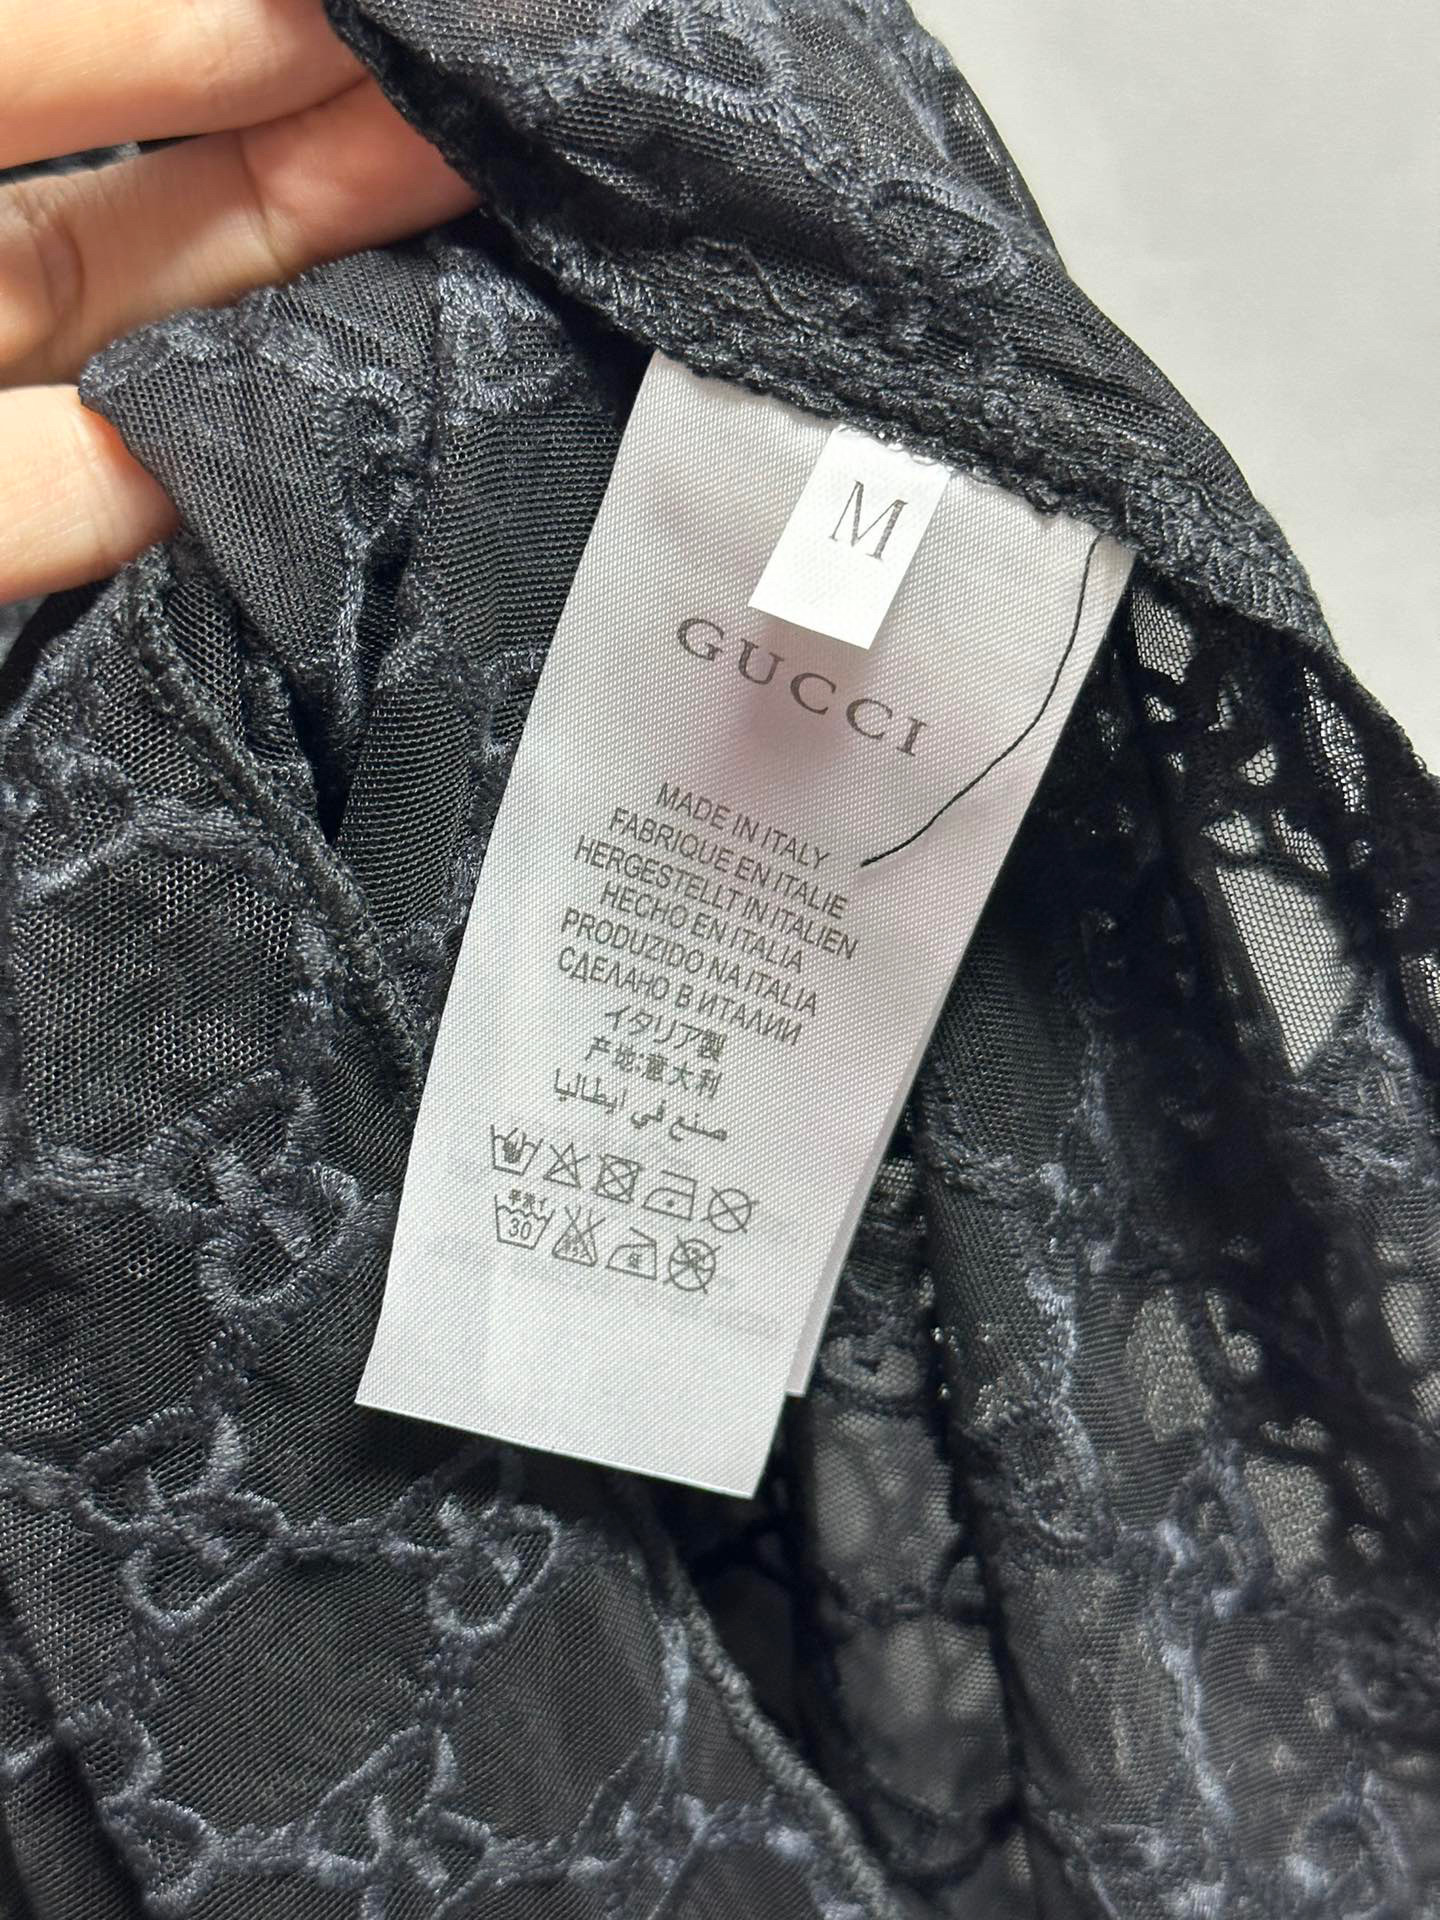 M
GUCCI
MADE IN ITALY
FABRIQUE EN ITALIE
HERGESTELLT IN ITALIEN
HECHO EN ITALIA
PRODUZIDO NA ITALIA
СДЕЛАНО В ИТАЛИИ
イタリア製
产地:意大利
صنع في ايطاليا
30